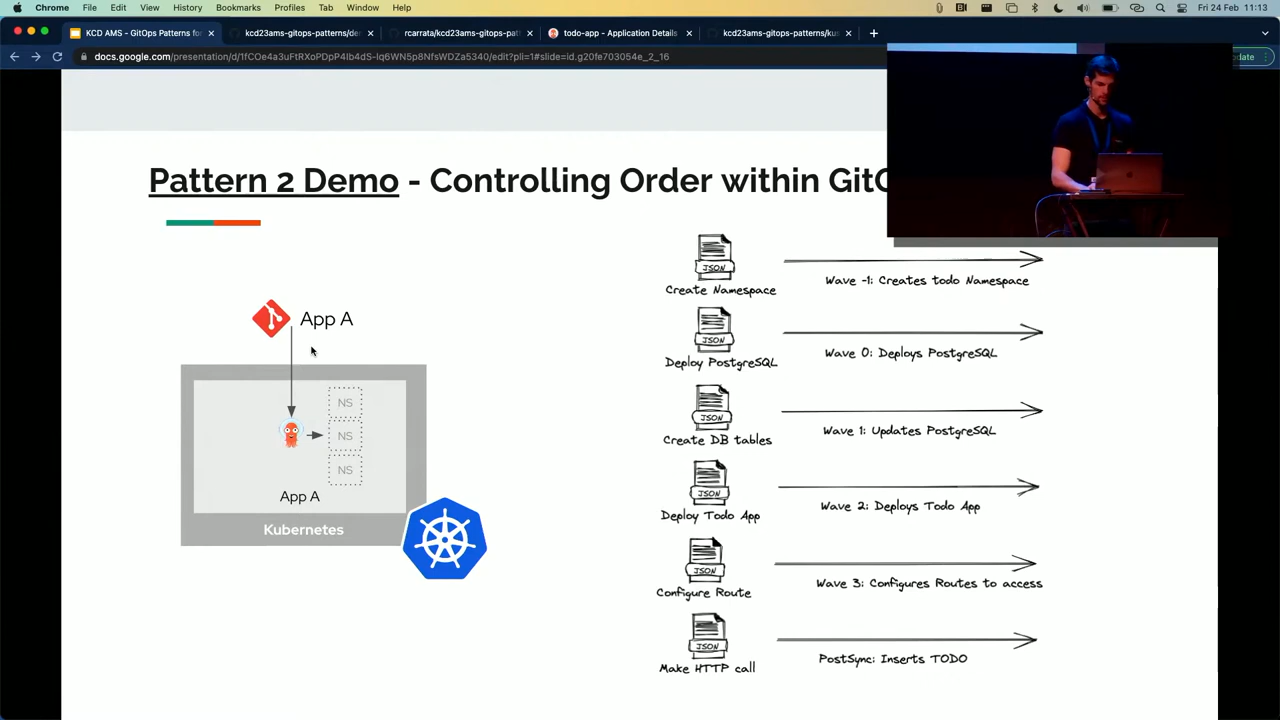 Chrome File Edit View History Bookmarks Profiles Tab Window Help Fri 24 Feb 11:13
KCD AMS - GitOps Patterns for kcd23ams-gitops-patterns/der rcarrata/kcd23ams-gitops-pat todo-app - Application Details kcd23ams-gitops-patterns/kus
docs.google.com/presentation/d/1fCOe4a3uFtRXoPDpP4Ib4dS-Iq6WN5p8NfsWDZa5340/edit?pli=1#slide=id.g20fe703054e_2_16
Pattern 2 Demo - Controlling Order within Git
App A
NS
NS
NS
App A
Kubernetes
JSON
Create Namespace
Wave -1: Creates todo Namespace
JSON
Deploy PostgreSQL
Wave 0: Deploys PostgreSQL
JSON
Create DB tables
Wave 1: Updates PostgreSQL
JSON
Deploy Todo App
Wave 2: Deploys Todo App
JSON
Configure Route
Wave 3: Configures Routes to access
JSON
Make HTTP call
PostSync: Inserts TODO